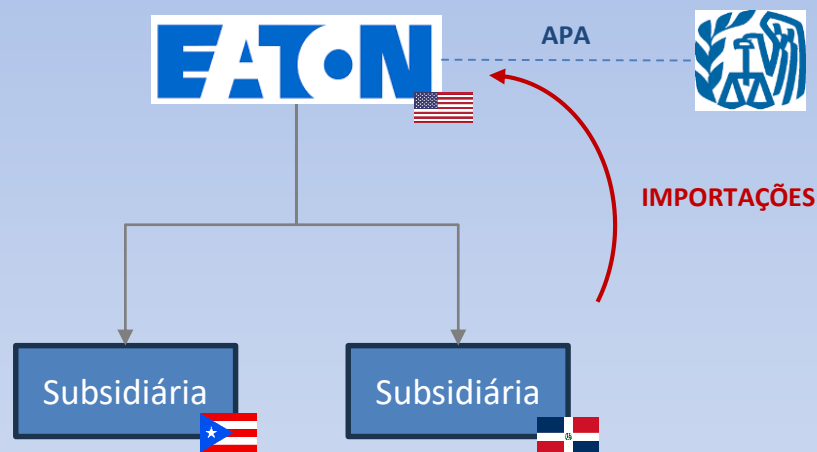 EATON
APA
IMPORTAÇÕES
Subsidiária
Subsidiária